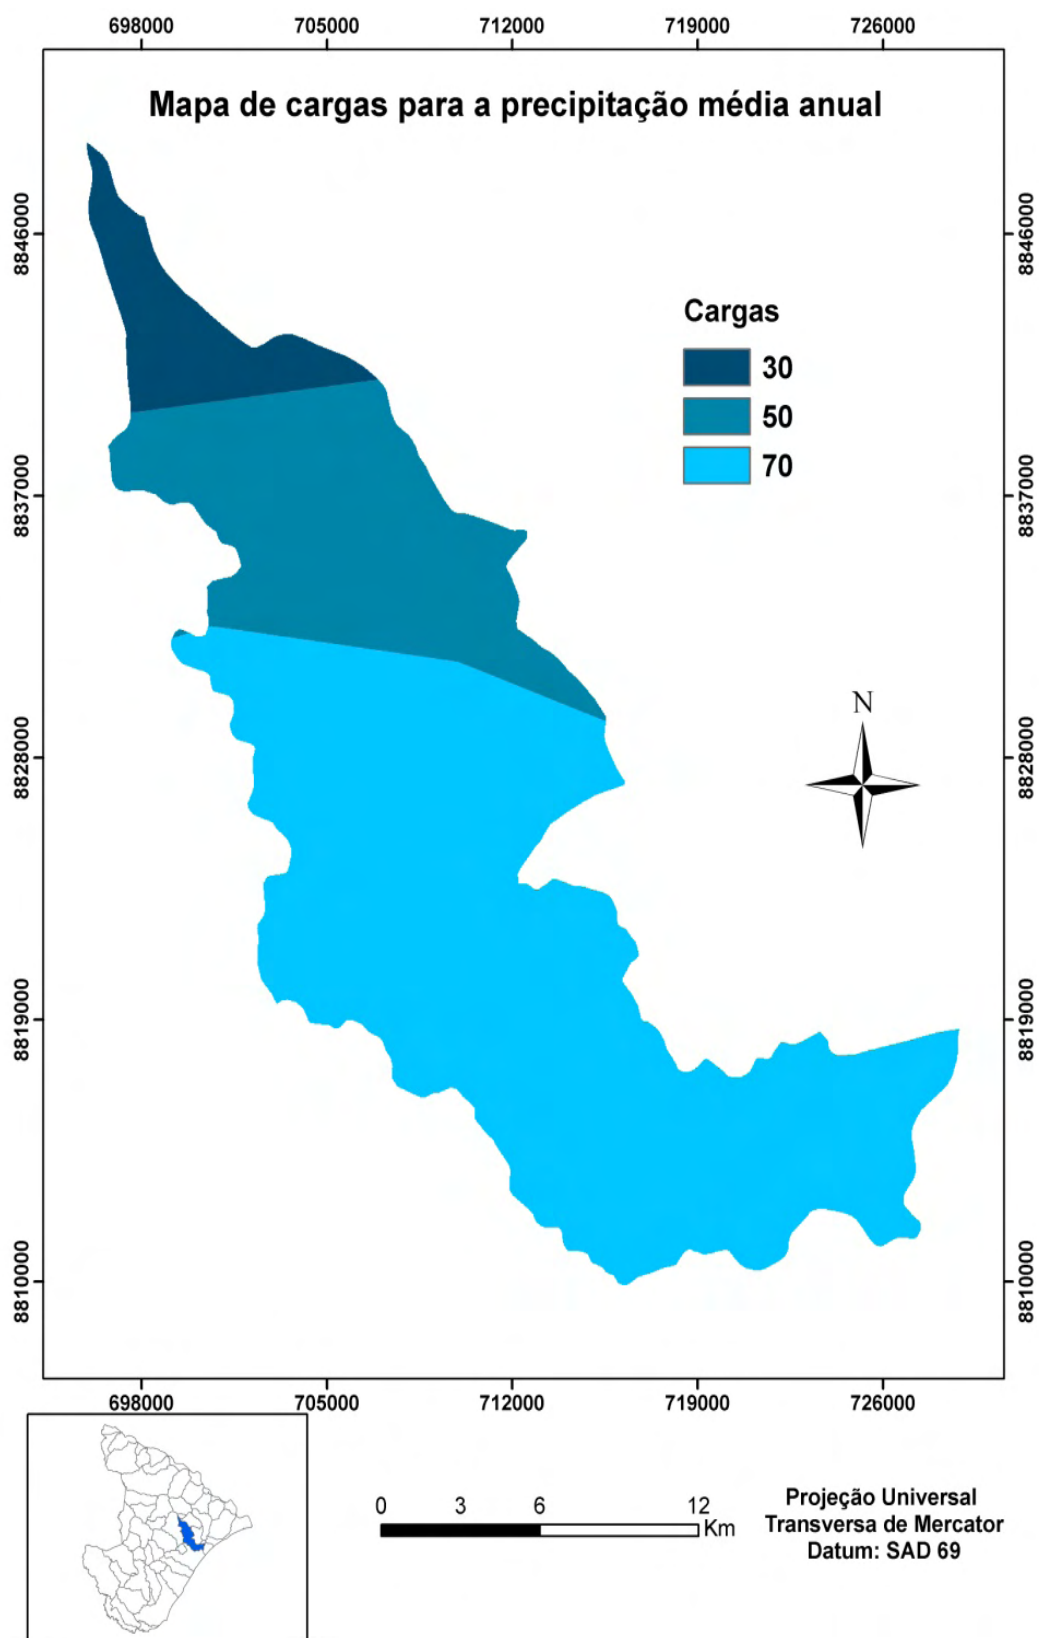 698000 705000 712000 719000 726000
Mapa de cargas para a precipitação média anual
8846000 8846000
Cargas
30
50
70
8837000 8837000
N
8828000 8828000
8819000 8819000
8810000 8810000
698000 705000 712000 719000 726000
0 3 6 12
Km
Projeção Universal
Transversa de Mercator
Datum: SAD 69